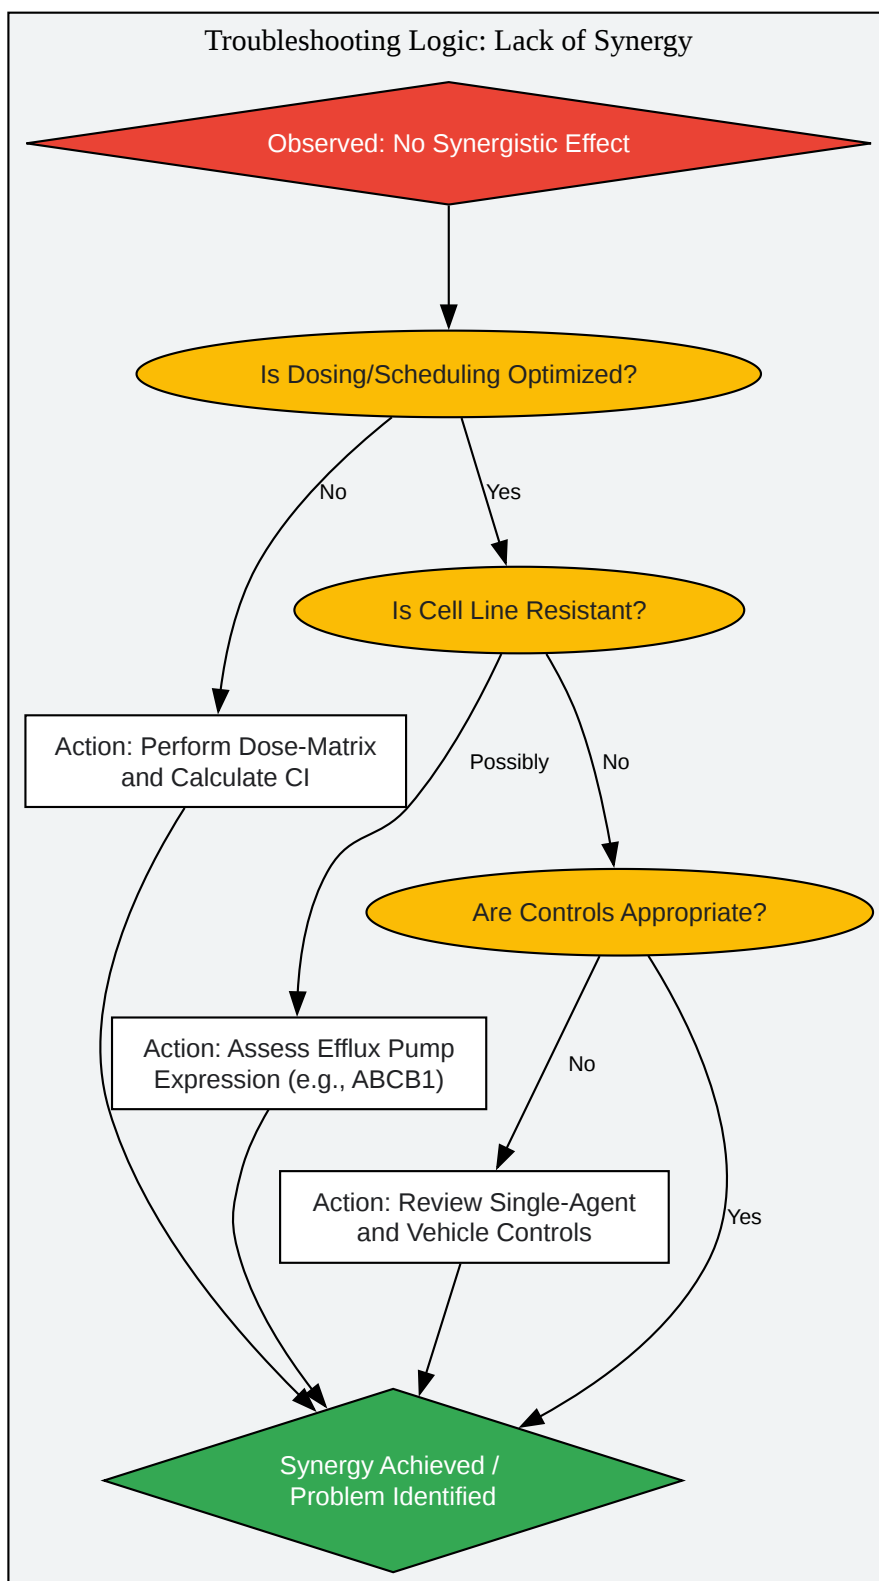 Troubleshooting Logic: Lack of Synergy
Observed: No Synergistic Effect
Is Dosing/Scheduling Optimized?
No
Yes
Is Cell Line Resistant?
Action: Perform Dose-Matrix
and Calculate CI
Possibly
No
Are Controls Appropriate?
Action: Assess Efflux Pump
Expression (e.g., ABCB1)
No
Action: Review Single-Agent
and Vehicle Controls
Yes
Synergy Achieved /
Problem Identified